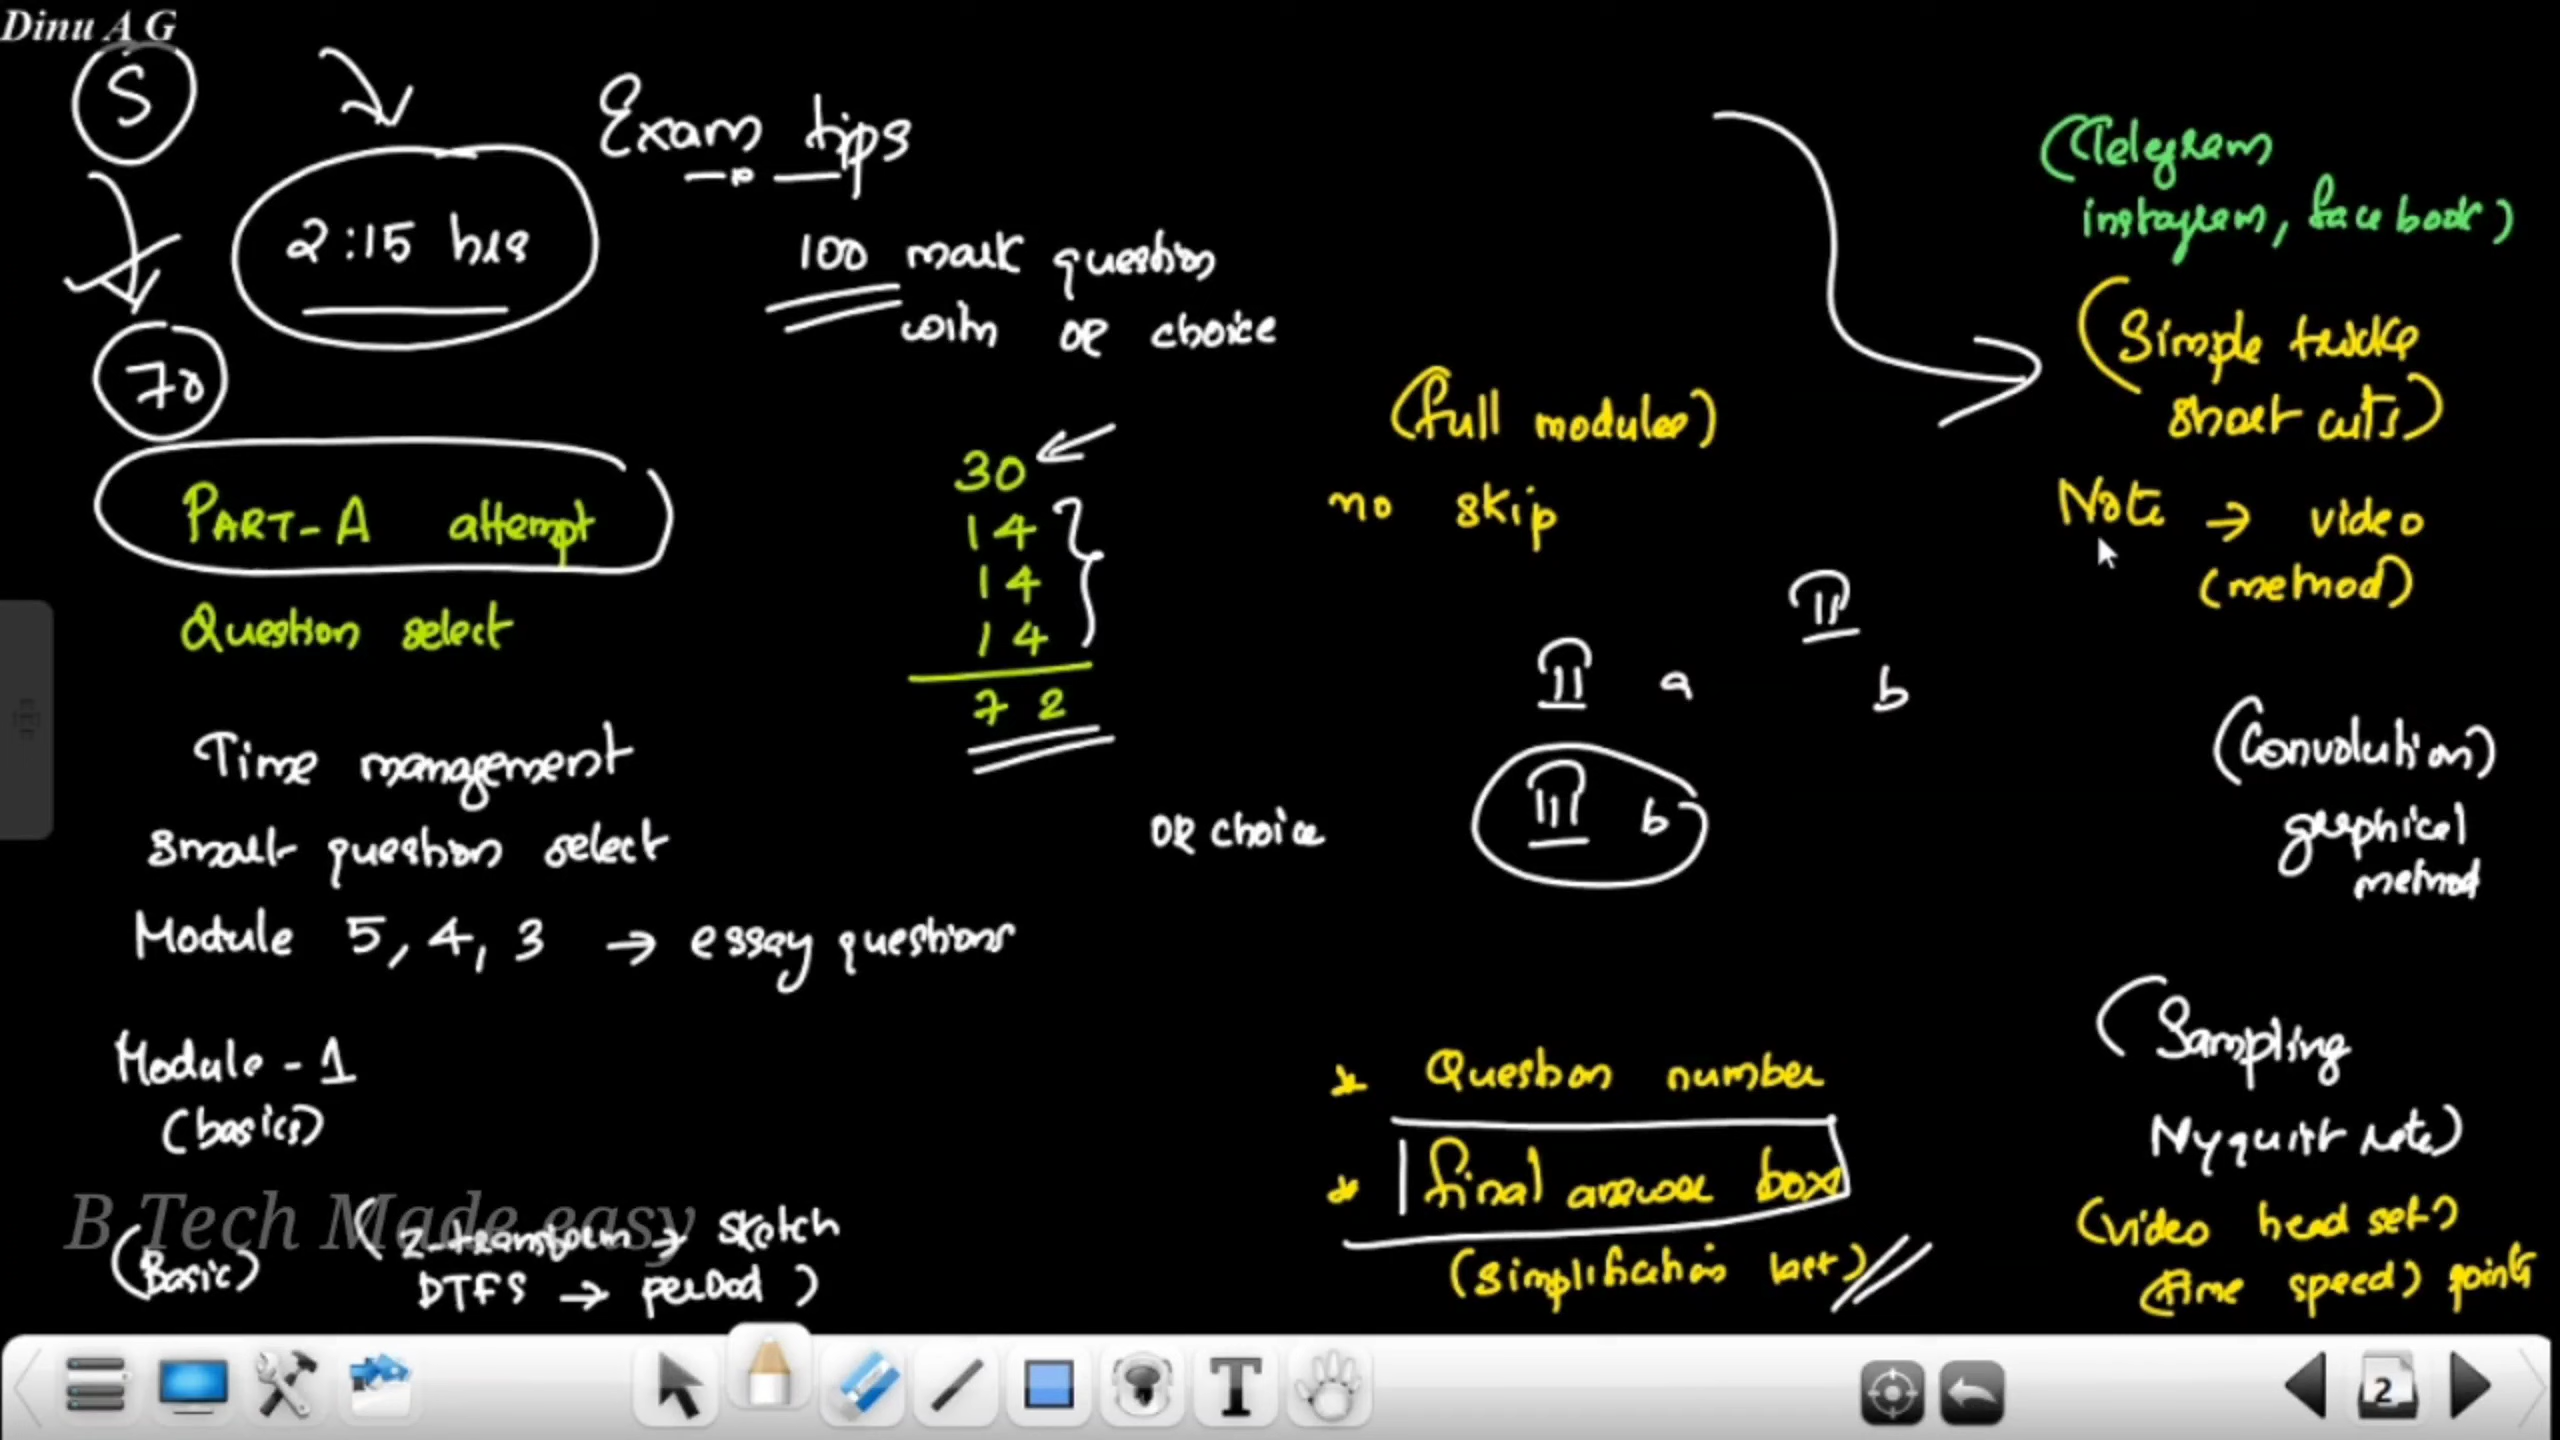 Dinu A G
S
Exam tips
2:15 hrs
100 mark question
with OR choice
70
PART-A attempt
Question select
30
14
14
14
72
(full modules)
no skip
(Telegram
instagram, facebook)
(Simple tricks
short cuts)
Note → video
(method)
II a
II
b
OR choice
III b
(Convolution)
graphical
method
Time management
Smart question select
Module 5, 4, 3 → essay questions
Module - 1
(basics)
B Tech Made easy
(Basic)
(Z-transform → sketch
DTFS → period)
* Question number
* final answer box
(simplification last)
(Sampling
Nyquist rate)
(video head set)
(time speed) points
T
2